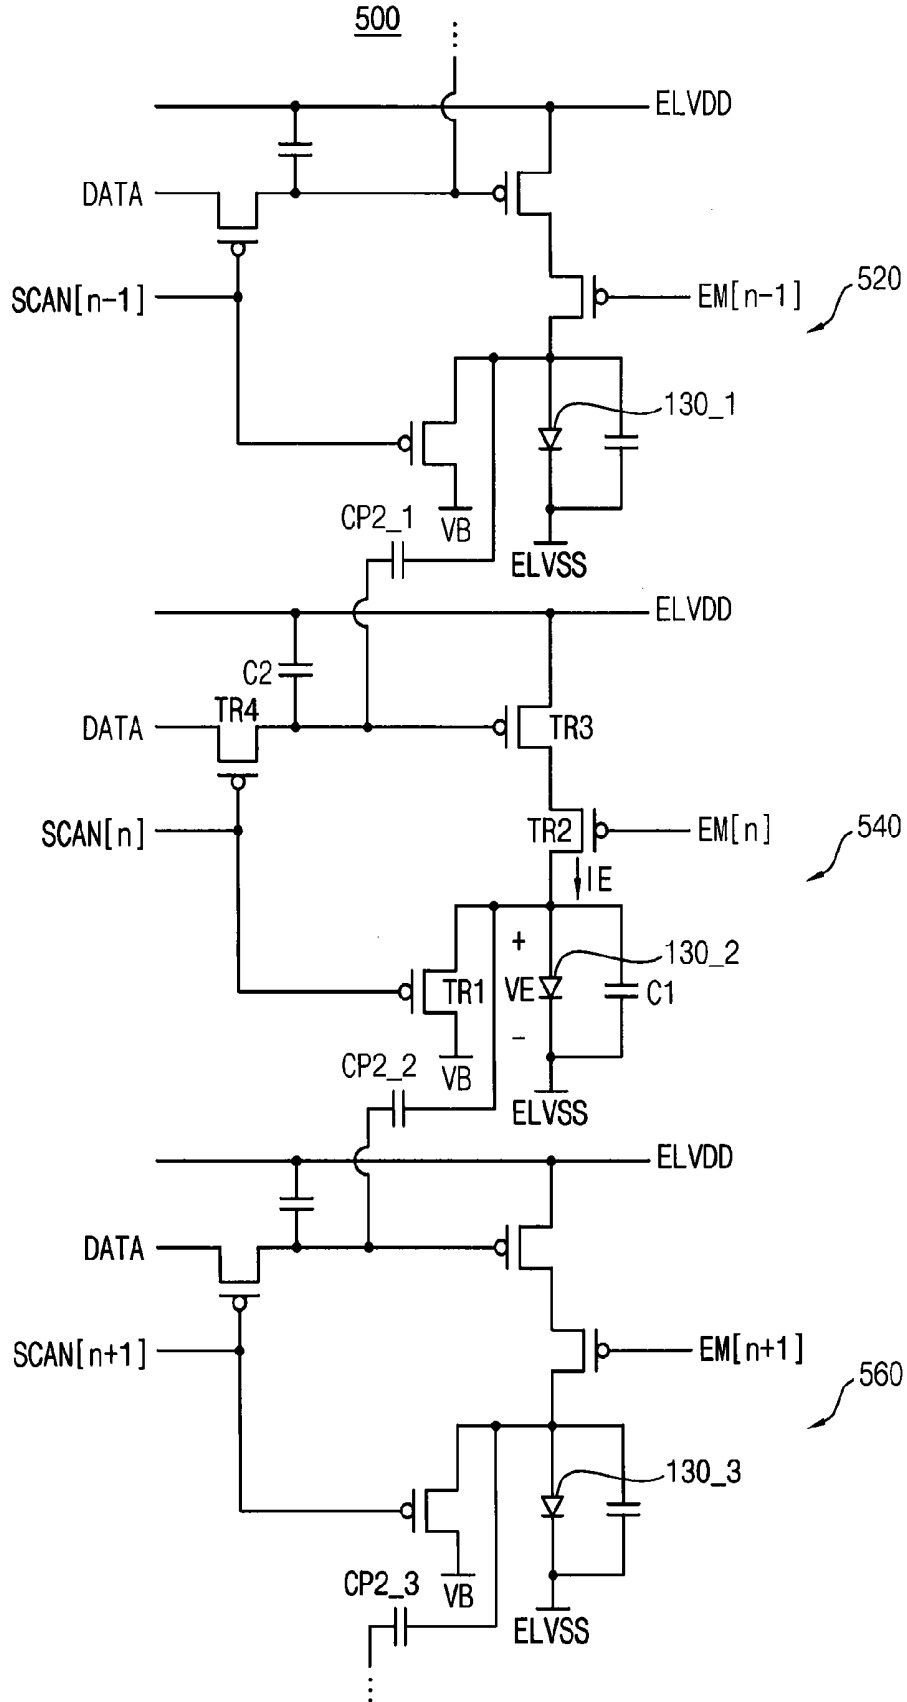 500
ELVDD
DATA
SCAN[n-1]
EM[n-1]
520
130_1
CP2_1
VB
ELVSS
ELVDD
C2
TR4
DATA
TR3
SCAN[n]
TR2
EM[n]
540
IE
+
130_2
TR1
VE
C1
-
CP2_2
VB
ELVSS
ELVDD
DATA
SCAN[n+1]
EM[n+1]
560
130_3
CP2_3
VB
ELVSS